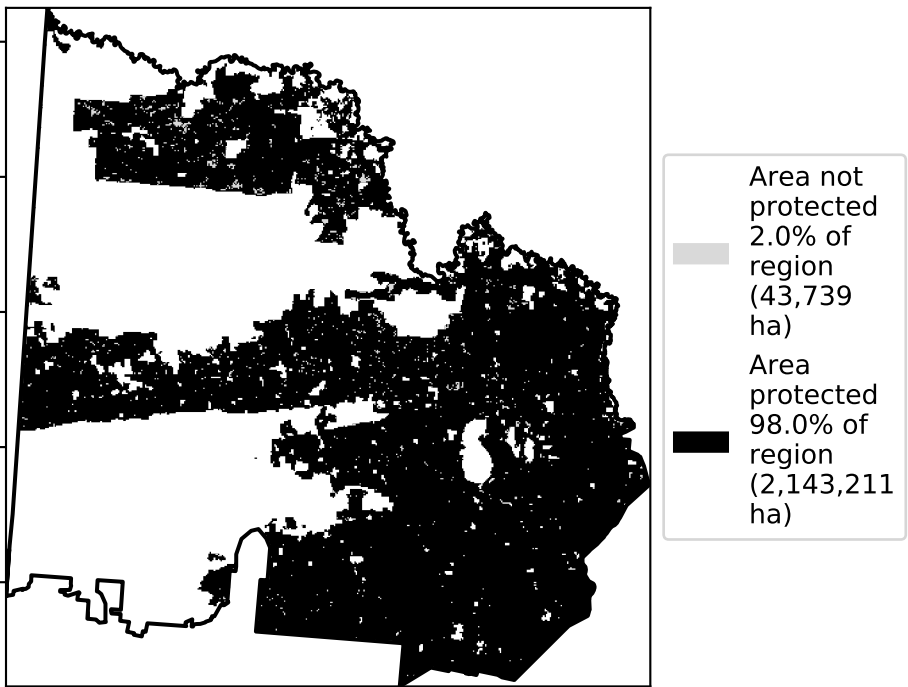 Area not
protected
2.0% of
region
(43,739
ha)
Area
protected
98.0% of
region
(2,143,211
ha)